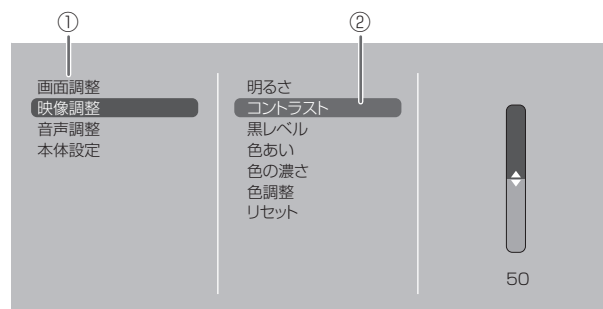 ① ②
画面調整
映像調整
音声調整
本体設定
明るさ
コントラスト
黒レベル
色あい
色の濃さ
色調整
リセット
50